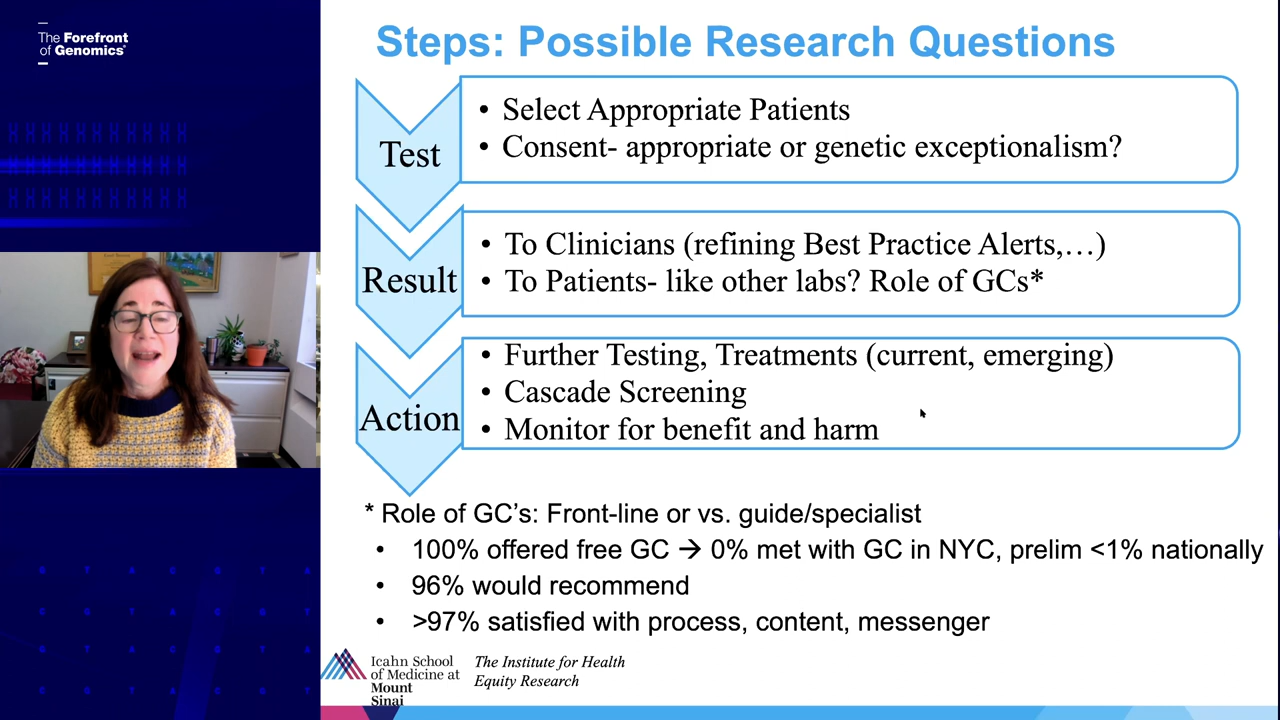 The Forefront
of Genomics®
Steps: Possible Research Questions
Test
• Select Appropriate Patients
• Consent- appropriate or genetic exceptionalism?
Result
• To Clinicians (refining Best Practice Alerts,…)
• To Patients- like other labs? Role of GCs*
Action
• Further Testing, Treatments (current, emerging)
• Cascade Screening
• Monitor for benefit and harm
* Role of GC’s: Front-line or vs. guide/specialist
• 100% offered free GC → 0% met with GC in NYC, prelim <1% nationally
• 96% would recommend
• >97% satisfied with process, content, messenger
Icahn School
of Medicine at
Mount
Sinai
The Institute for Health
Equity Research